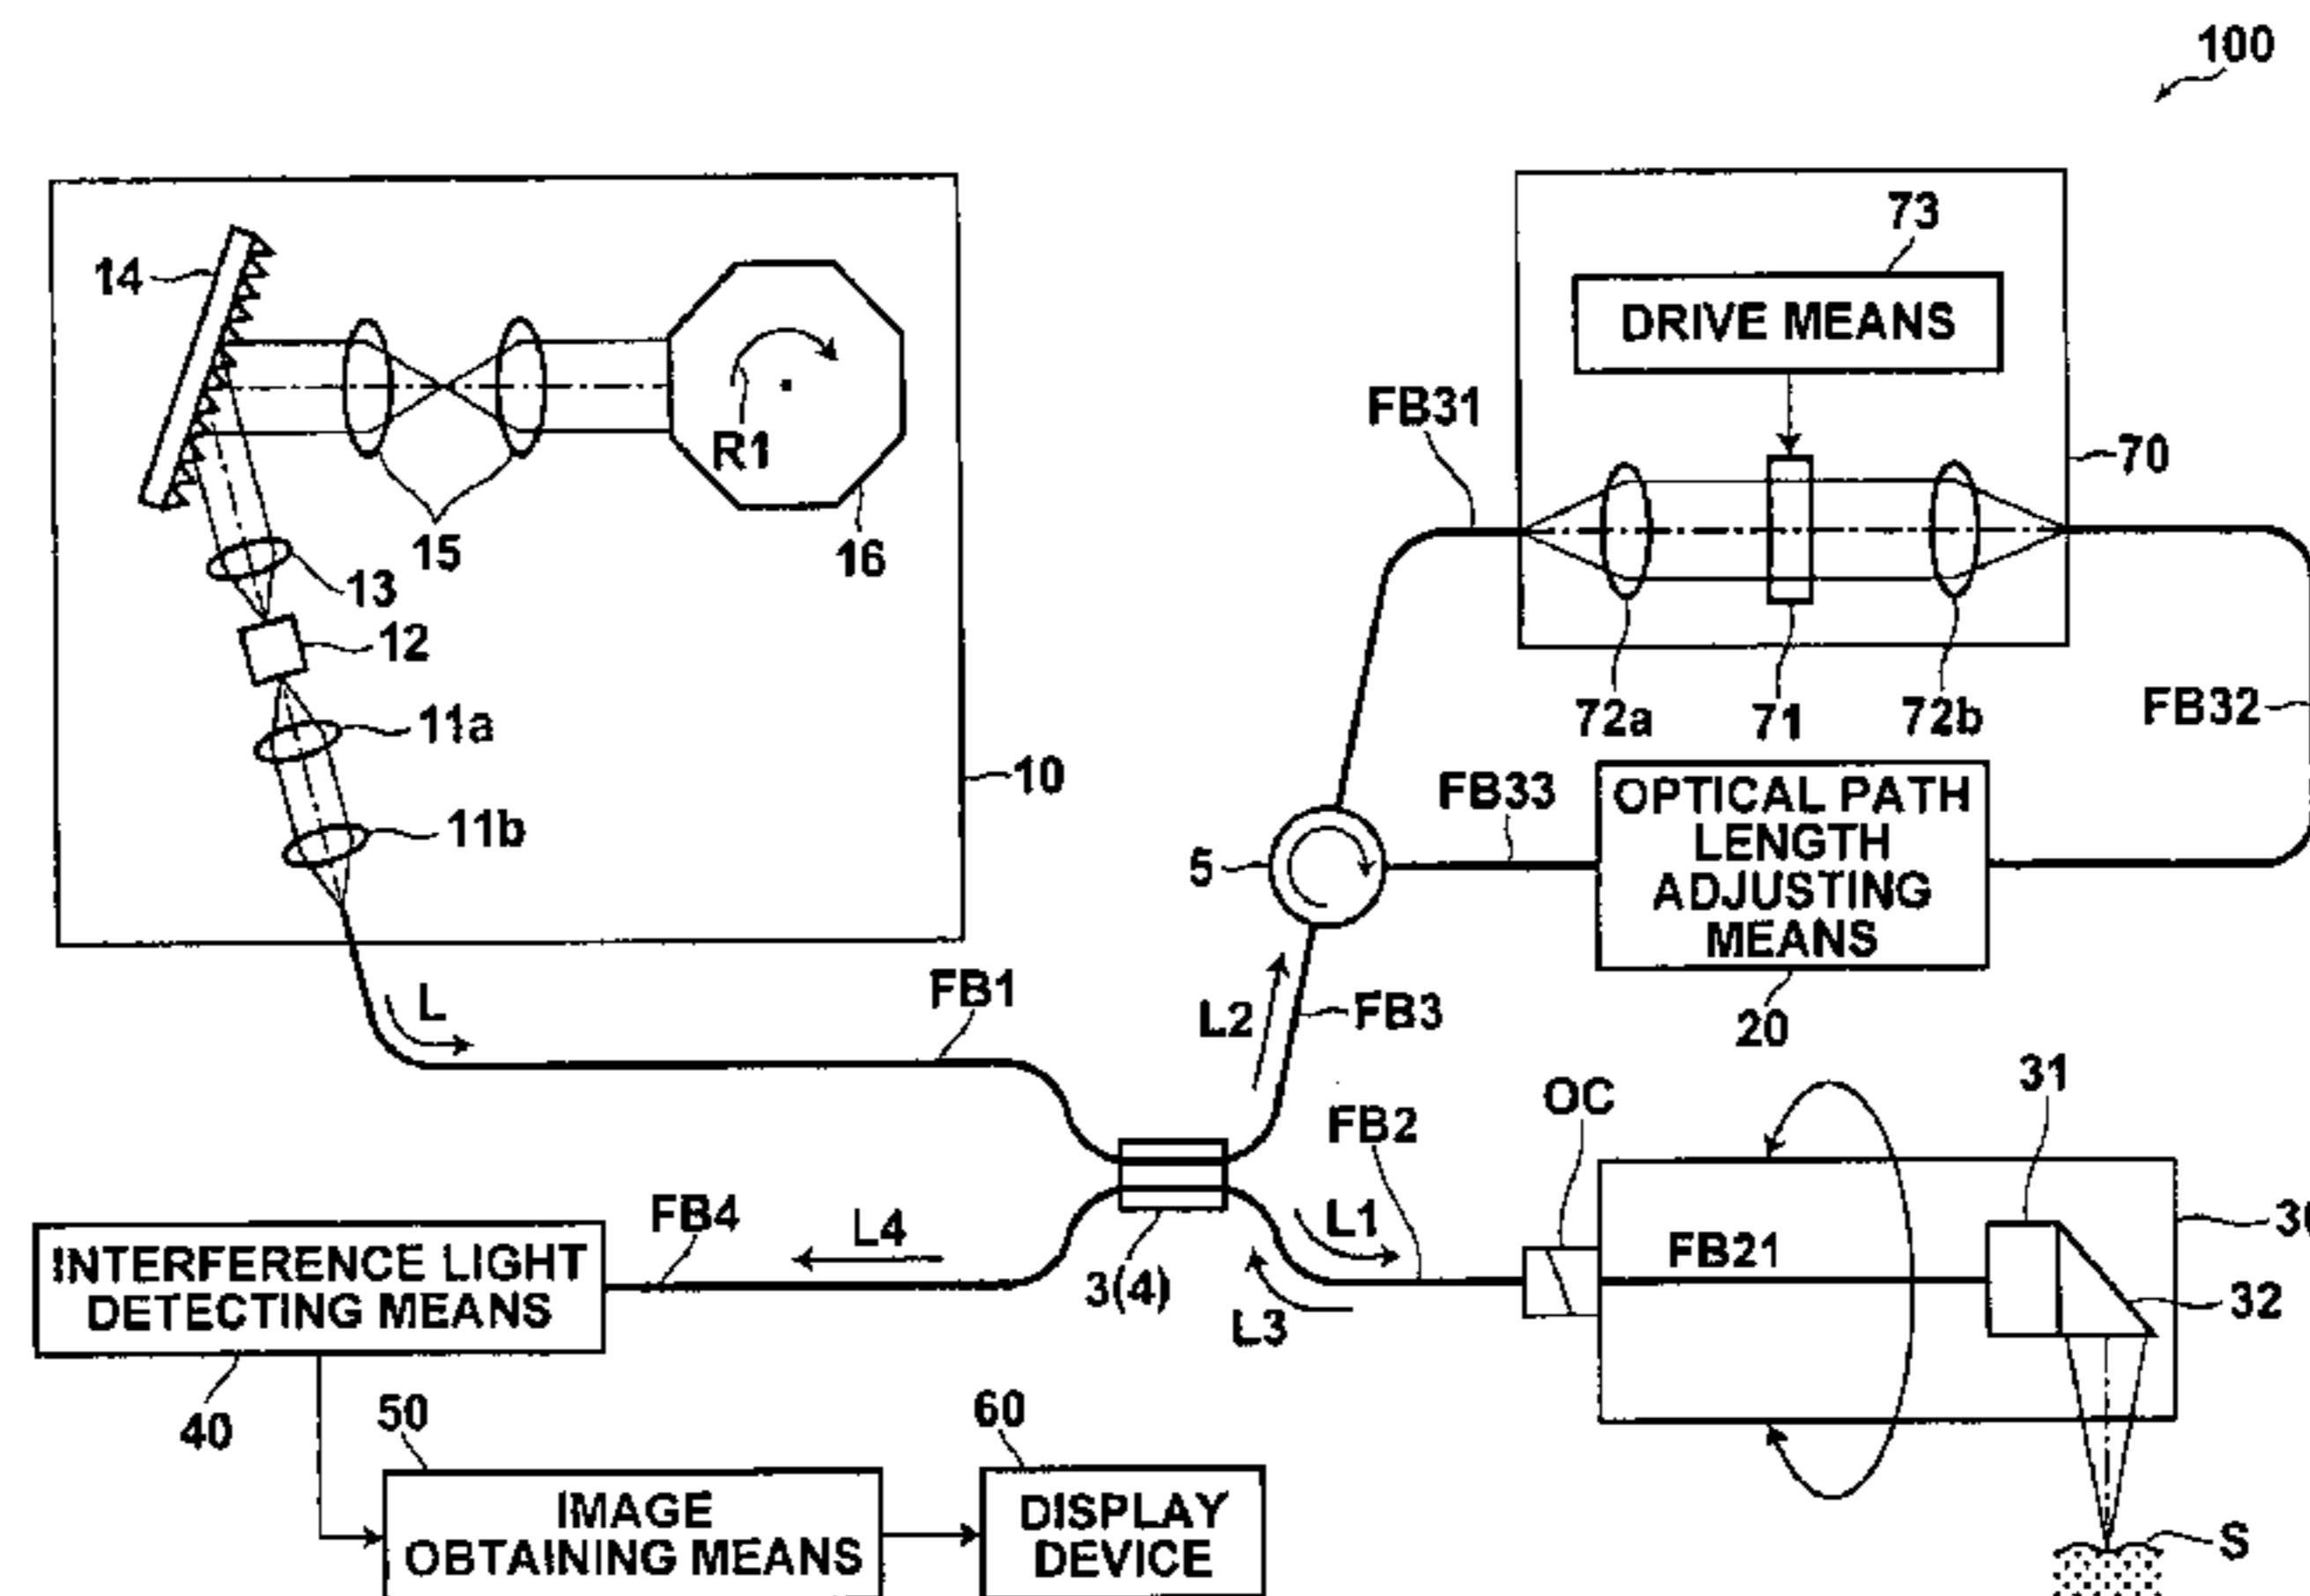 100
73
14
DRIVE MEANS
FB31
R1
70
15
16
13
12
72a
71
72b
FB32
11a
10
FB33
OPTICAL PATH
LENGTH
ADJUSTING
MEANS
11b
5
FB1
L
L2
FB3
20
OC
31
FB2
FB4
L4
L1
FB21
INTERFERENCE LIGHT
DETECTING MEANS
3(4)
L3
32
40
50
60
IMAGE
OBTAINING MEANS
DISPLAY
DEVICE
S